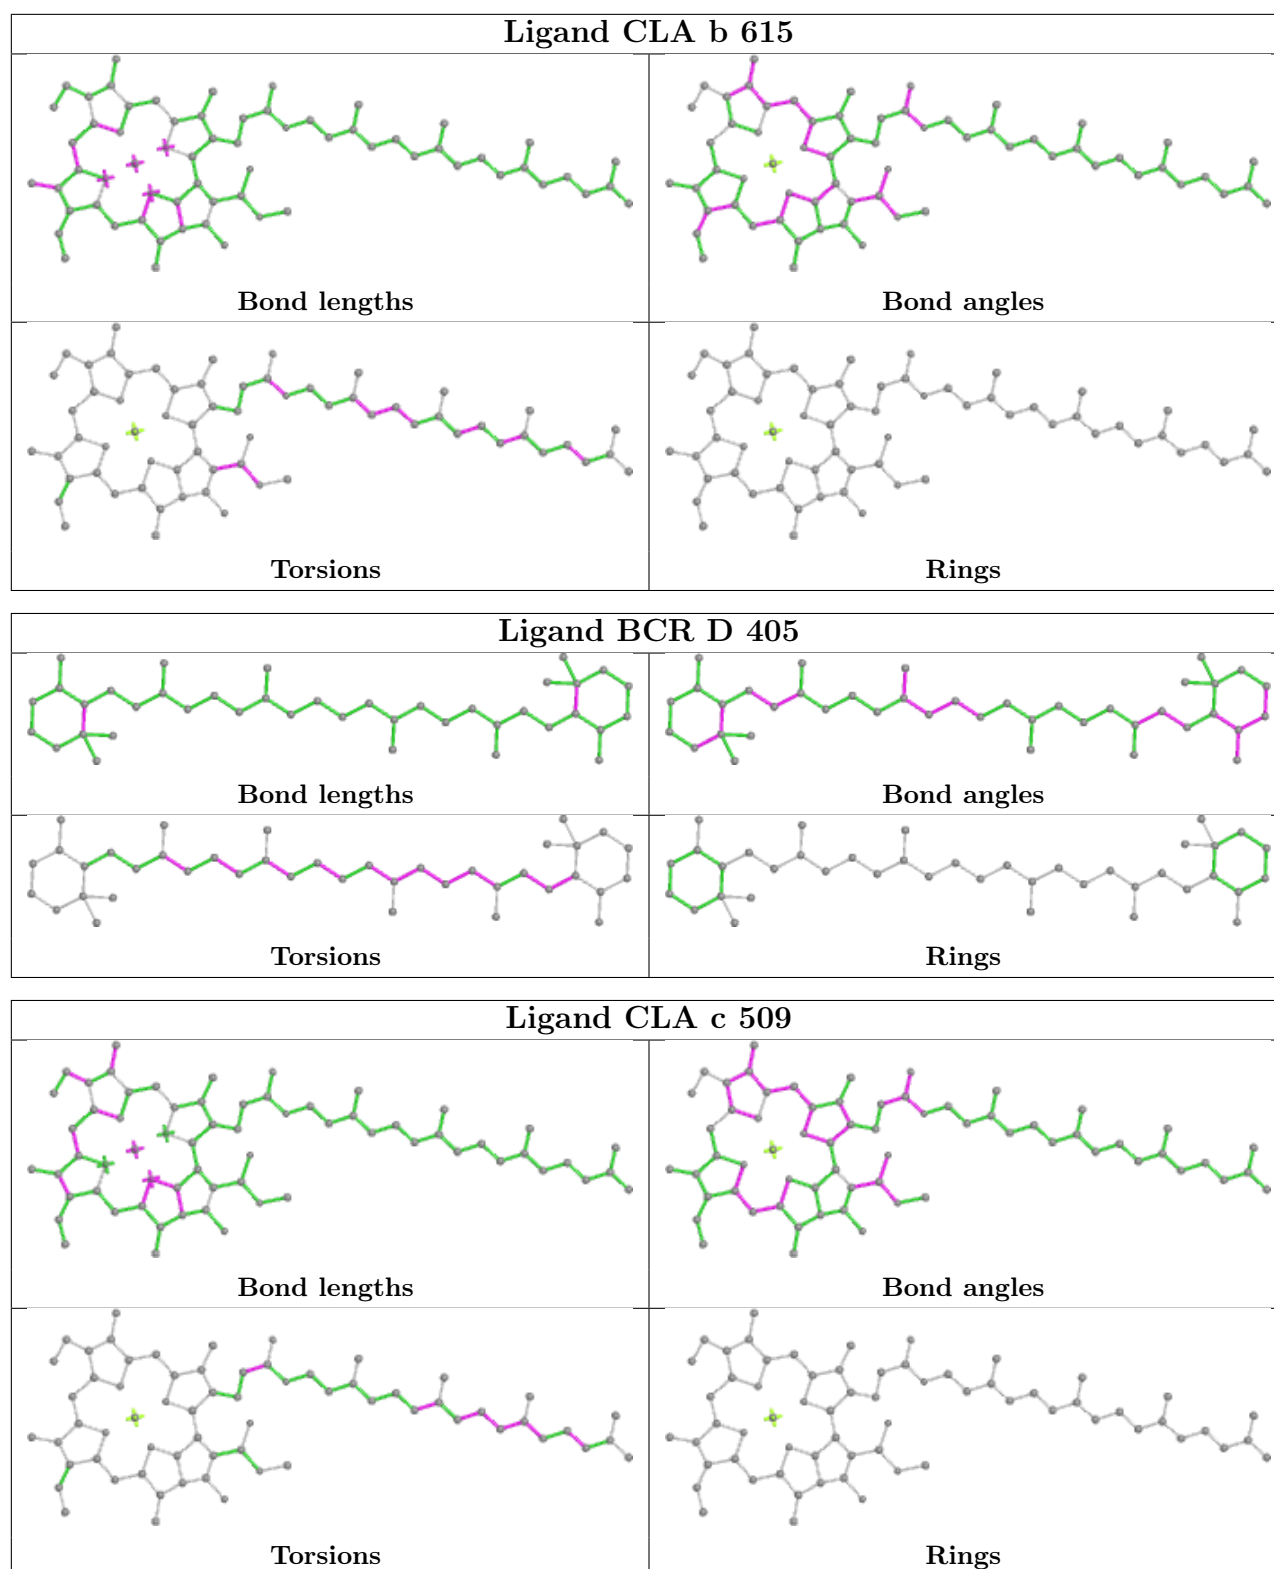 Ligand CLA b 615
Bond lengths
Bond angles
Torsions
Rings
Ligand BCR D 405
Bond lengths
Bond angles
Torsions
Rings
Ligand CLA c 509
Bond lengths
Bond angles
Torsions
Rings